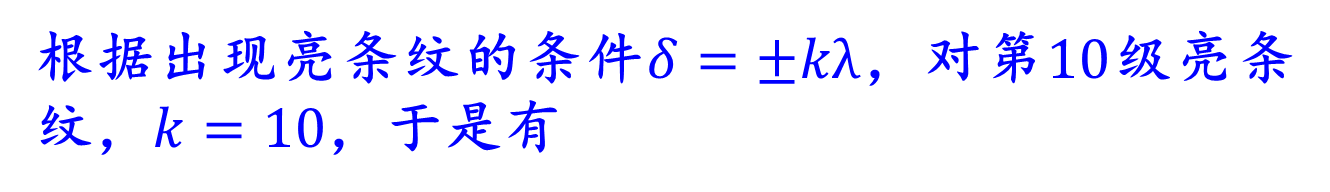 根据出现亮条纹的条件δ = ±kλ，对第10级亮条
纹，k = 10，于是有